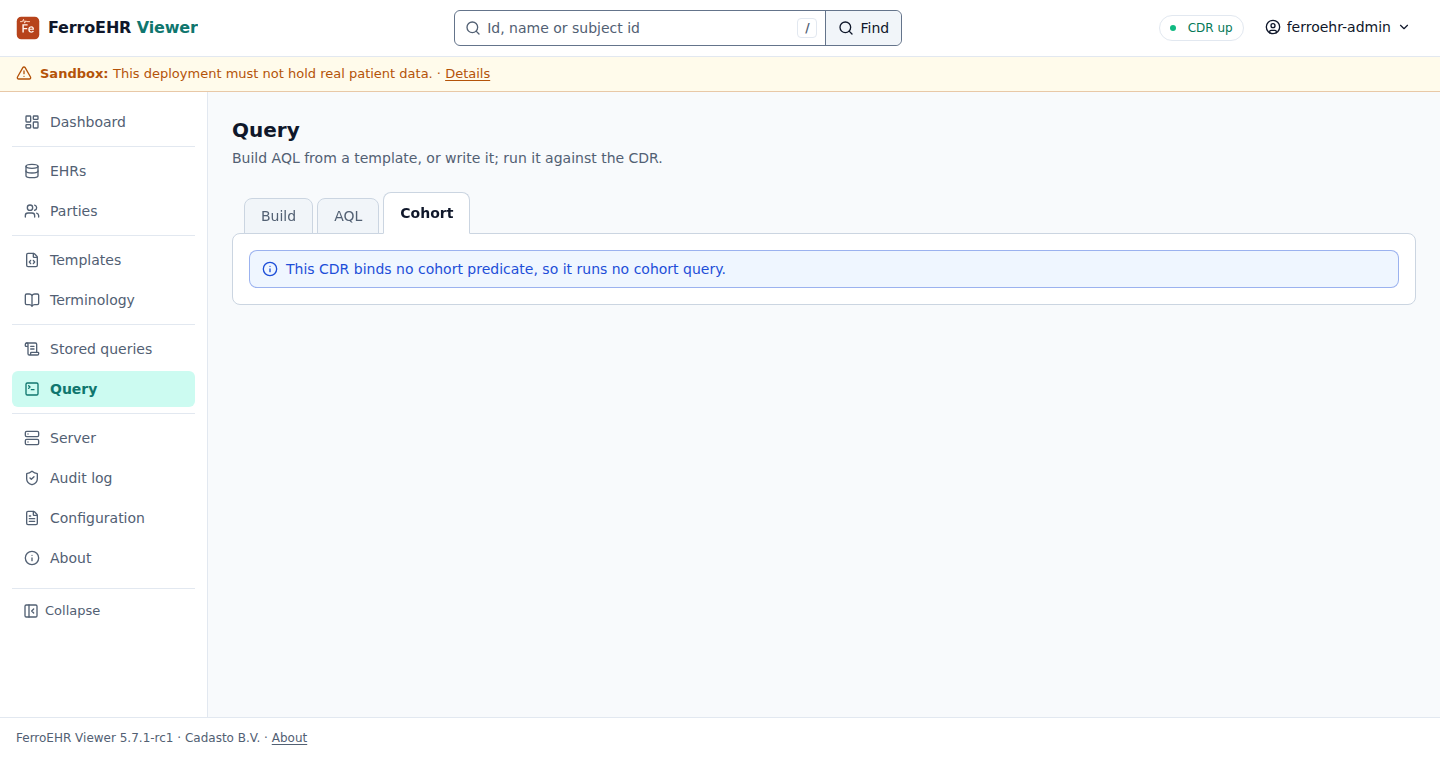 Fe FerroEHR Viewer
Id, name or subject id / Find
CDR up
ferroehr-admin
Sandbox: This deployment must not hold real patient data. · Details
Dashboard
EHRs
Parties
Templates
Terminology
Stored queries
Query
Server
Audit log
Configuration
About
Collapse
Query
Build AQL from a template, or write it; run it against the CDR.
Build AQL Cohort
This CDR binds no cohort predicate, so it runs no cohort query.
FerroEHR Viewer 5.7.1-rc1 · Cadasto B.V. · About